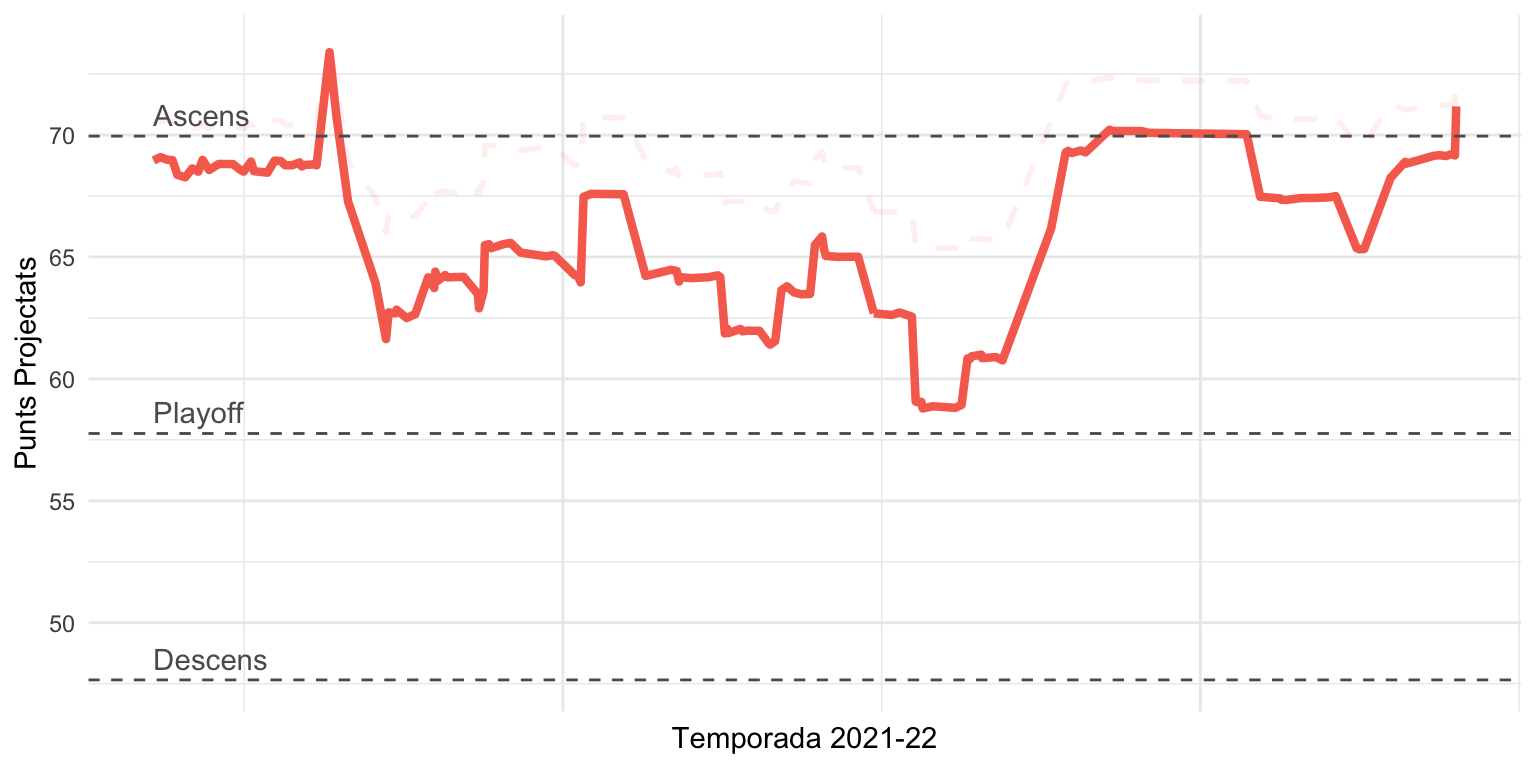 Ascens
70
65
Punts Projectats
60
Playoff
55
50
Descens
Temporada 2021-22